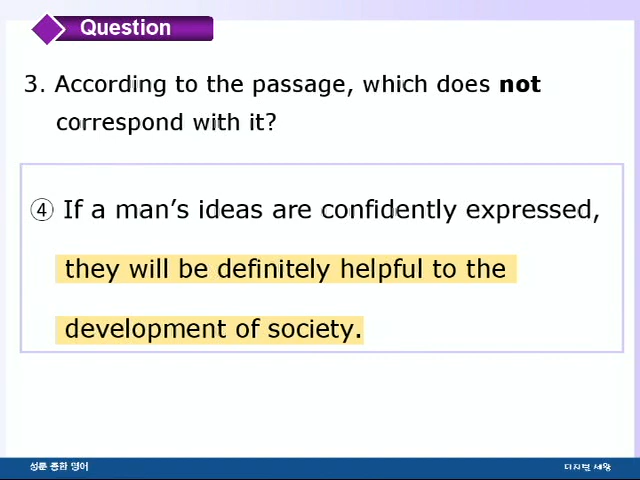 Question
3. According to the passage, which does not
correspond with it?
④ If a man's ideas are confidently expressed,
they will be definitely helpful to the
development of society.
성문 종합 영어
디지털 세왕